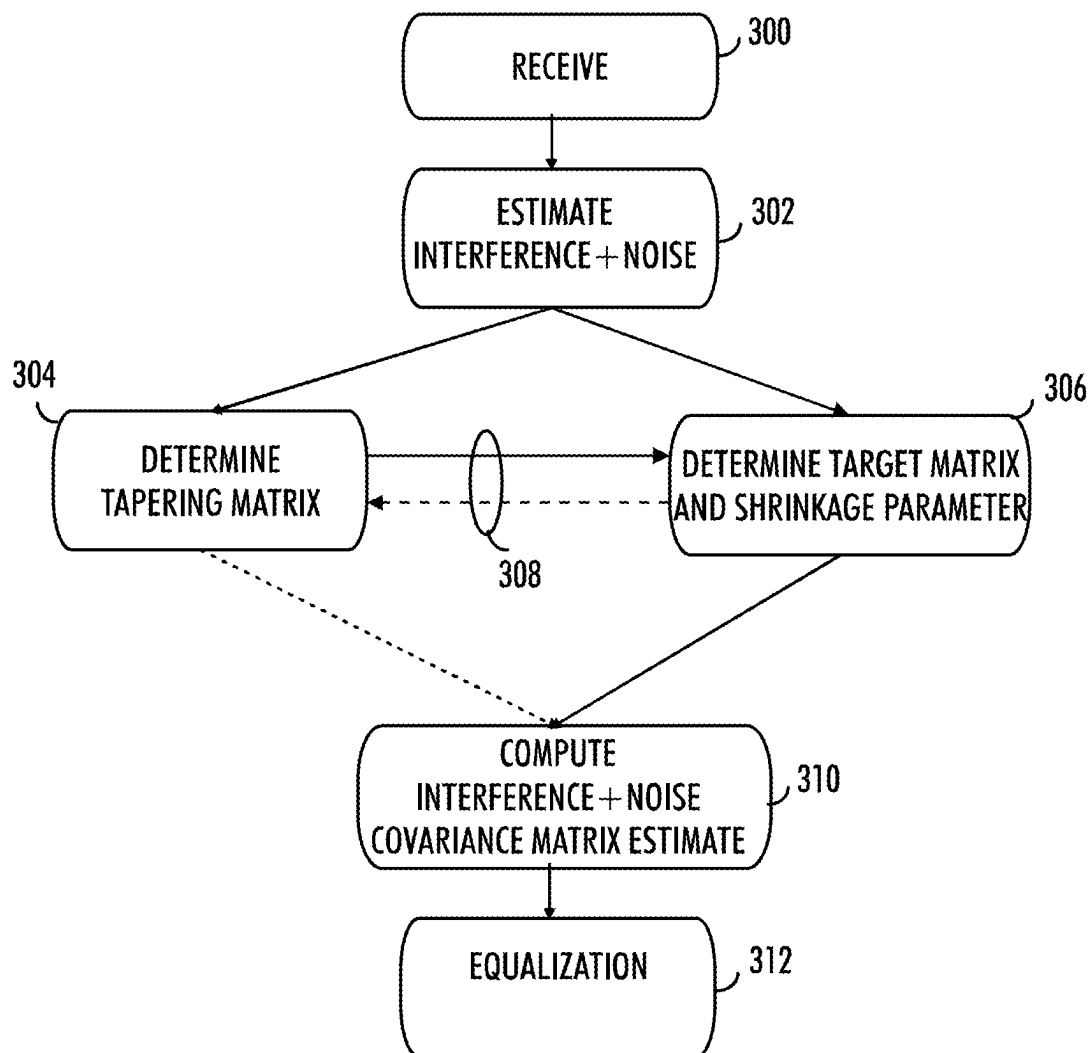 RECEIVE
300
ESTIMATE
INTERFERENCE+NOISE
302
304
DETERMINE
TAPERING MATRIX
308
306
DETERMINE TARGET MATRIX
AND SHRINKAGE PARAMETER
COMPUTE
INTERFERENCE+NOISE
COVARIANCE MATRIX ESTIMATE
310
EQUALIZATION
312